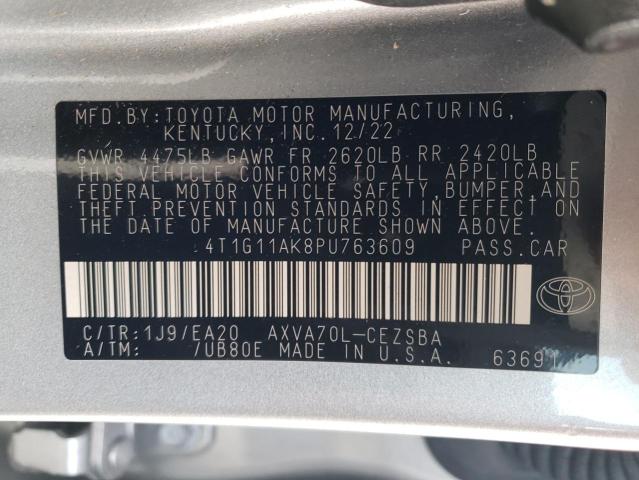 MFD.BY:TOYOTA MOTOR MANUFACTURING,
KENTUCKY,INC. 12/22
GVWR 4475LB GAWR FR 2620LB RR 2420LB
THIS VEHICLE CONFORMS TO ALL APPLICABLE
FEDERAL MOTOR VEHICLE SAFETY,BUMPER,AND
THEFT PREVENTION STANDARDS IN EFFECT ON
THE DATE OF MANUFACTURE SHOWN ABOVE.
4T1G11AK8PU763609 PASS.CAR
C/TR:1J9/EA20 AXVA70L-CEZSBA
A/TM: /UB80E MADE IN U.S.A. 63691